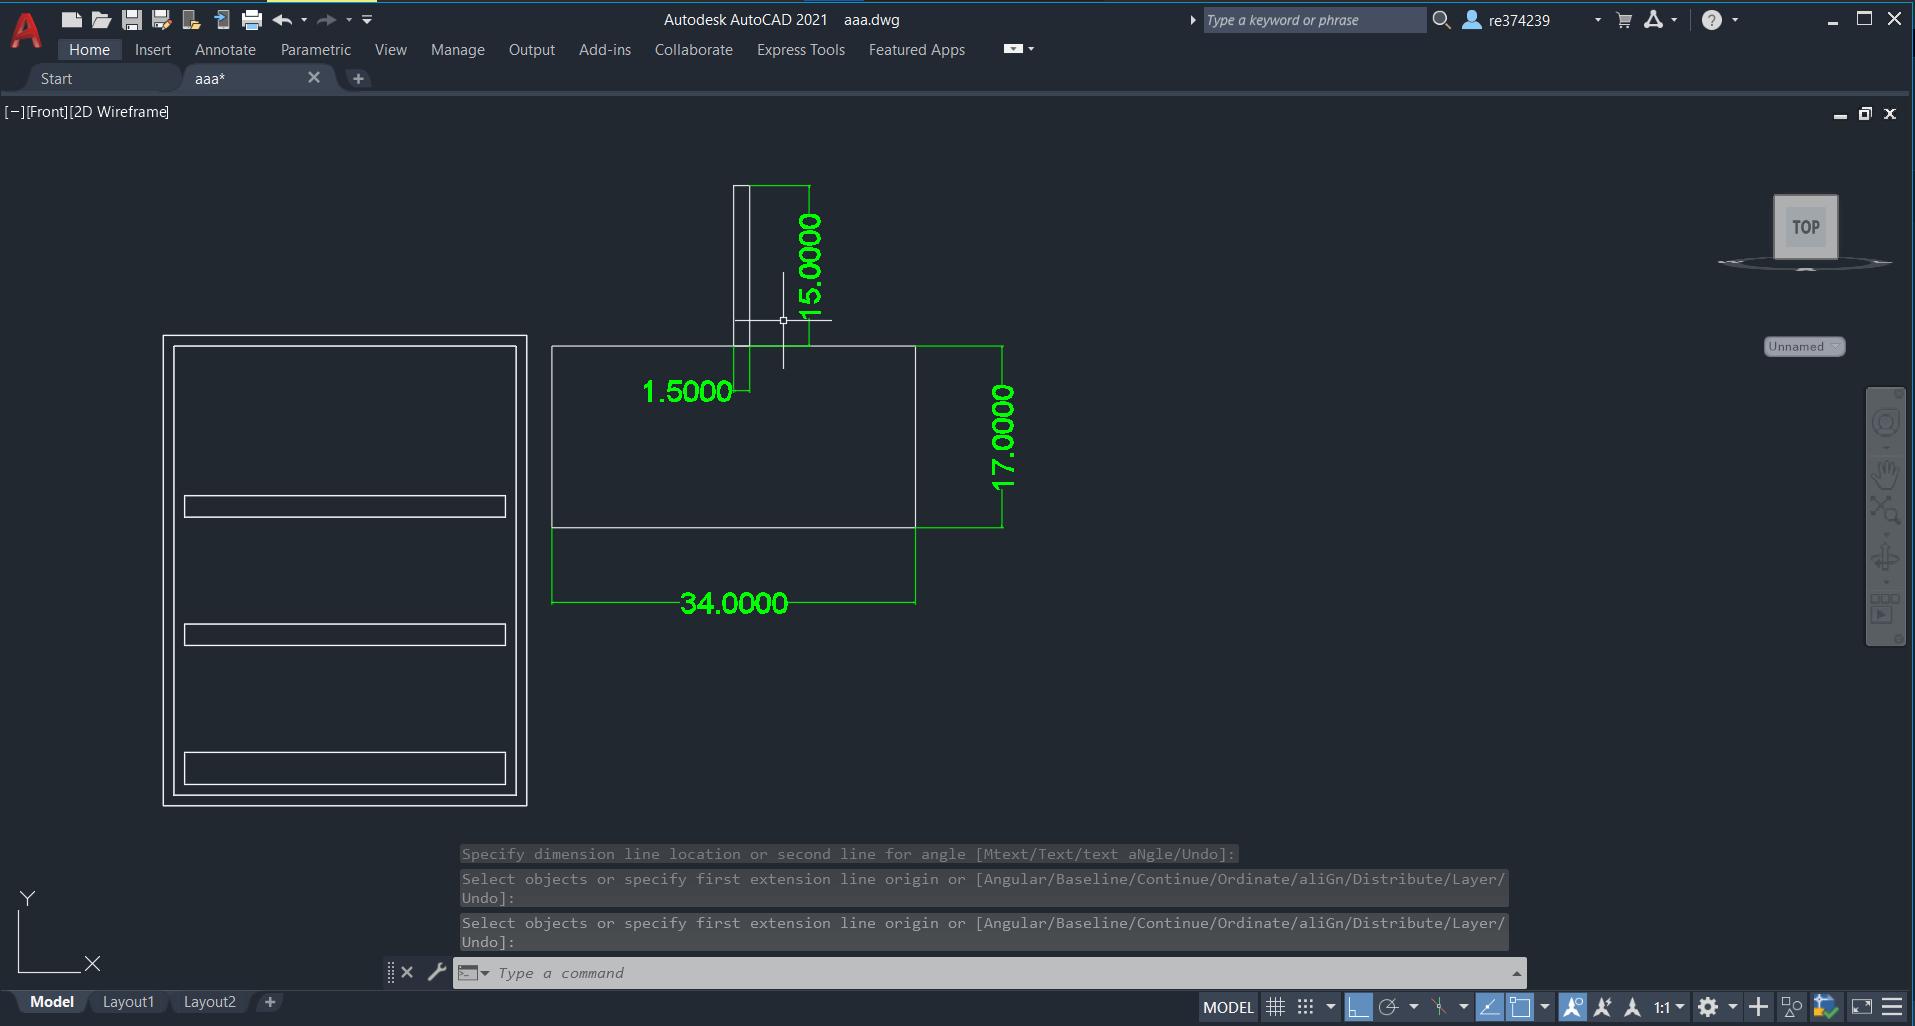 Autodesk AutoCAD 2021 aaa.dwg
Type a keyword or phrase
re374239
Home Insert Annotate Parametric View Manage Output Add-ins Collaborate Express Tools Featured Apps
Start aaa*
[−][Front][2D Wireframe]
TOP
Unnamed
15.0000
1.5000
17.0000
34.0000
Specify dimension line location or second line for angle [Mtext/Text/text aNgle/Undo]:
Select objects or specify first extension line origin or [Angular/Baseline/Continue/Ordinate/aliGn/Distribute/Layer/
Undo]:
Select objects or specify first extension line origin or [Angular/Baseline/Continue/Ordinate/aliGn/Distribute/Layer/
Undo]:
Y
X
Type a command
Model Layout1 Layout2
MODEL 1:1